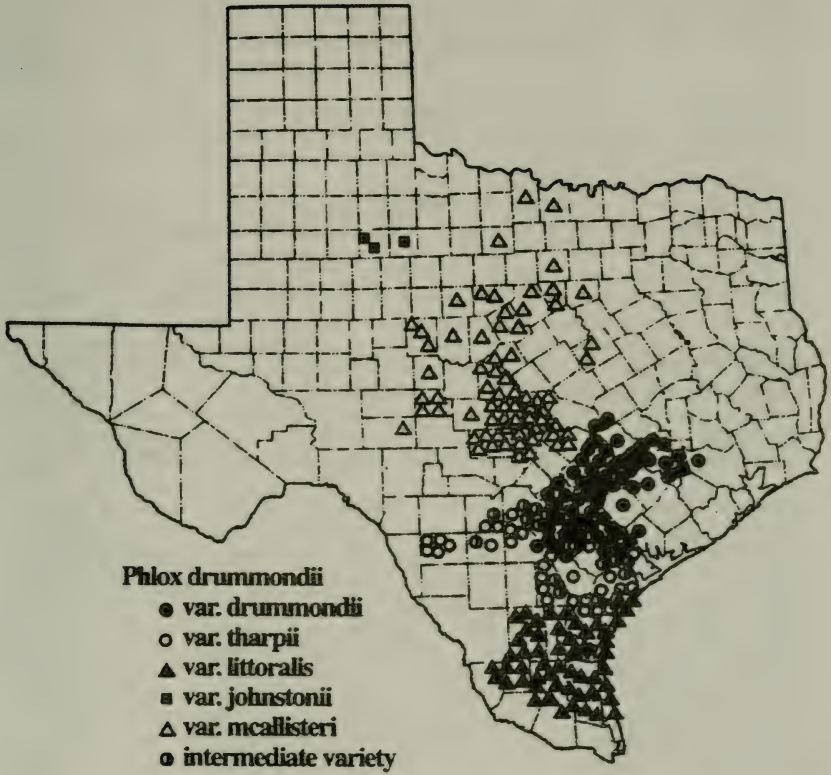 Phlox drummondii
var. drummondii
var. tharpii
var. littoralis
var. johnstonii
var. mcallisteri
intermediate variety